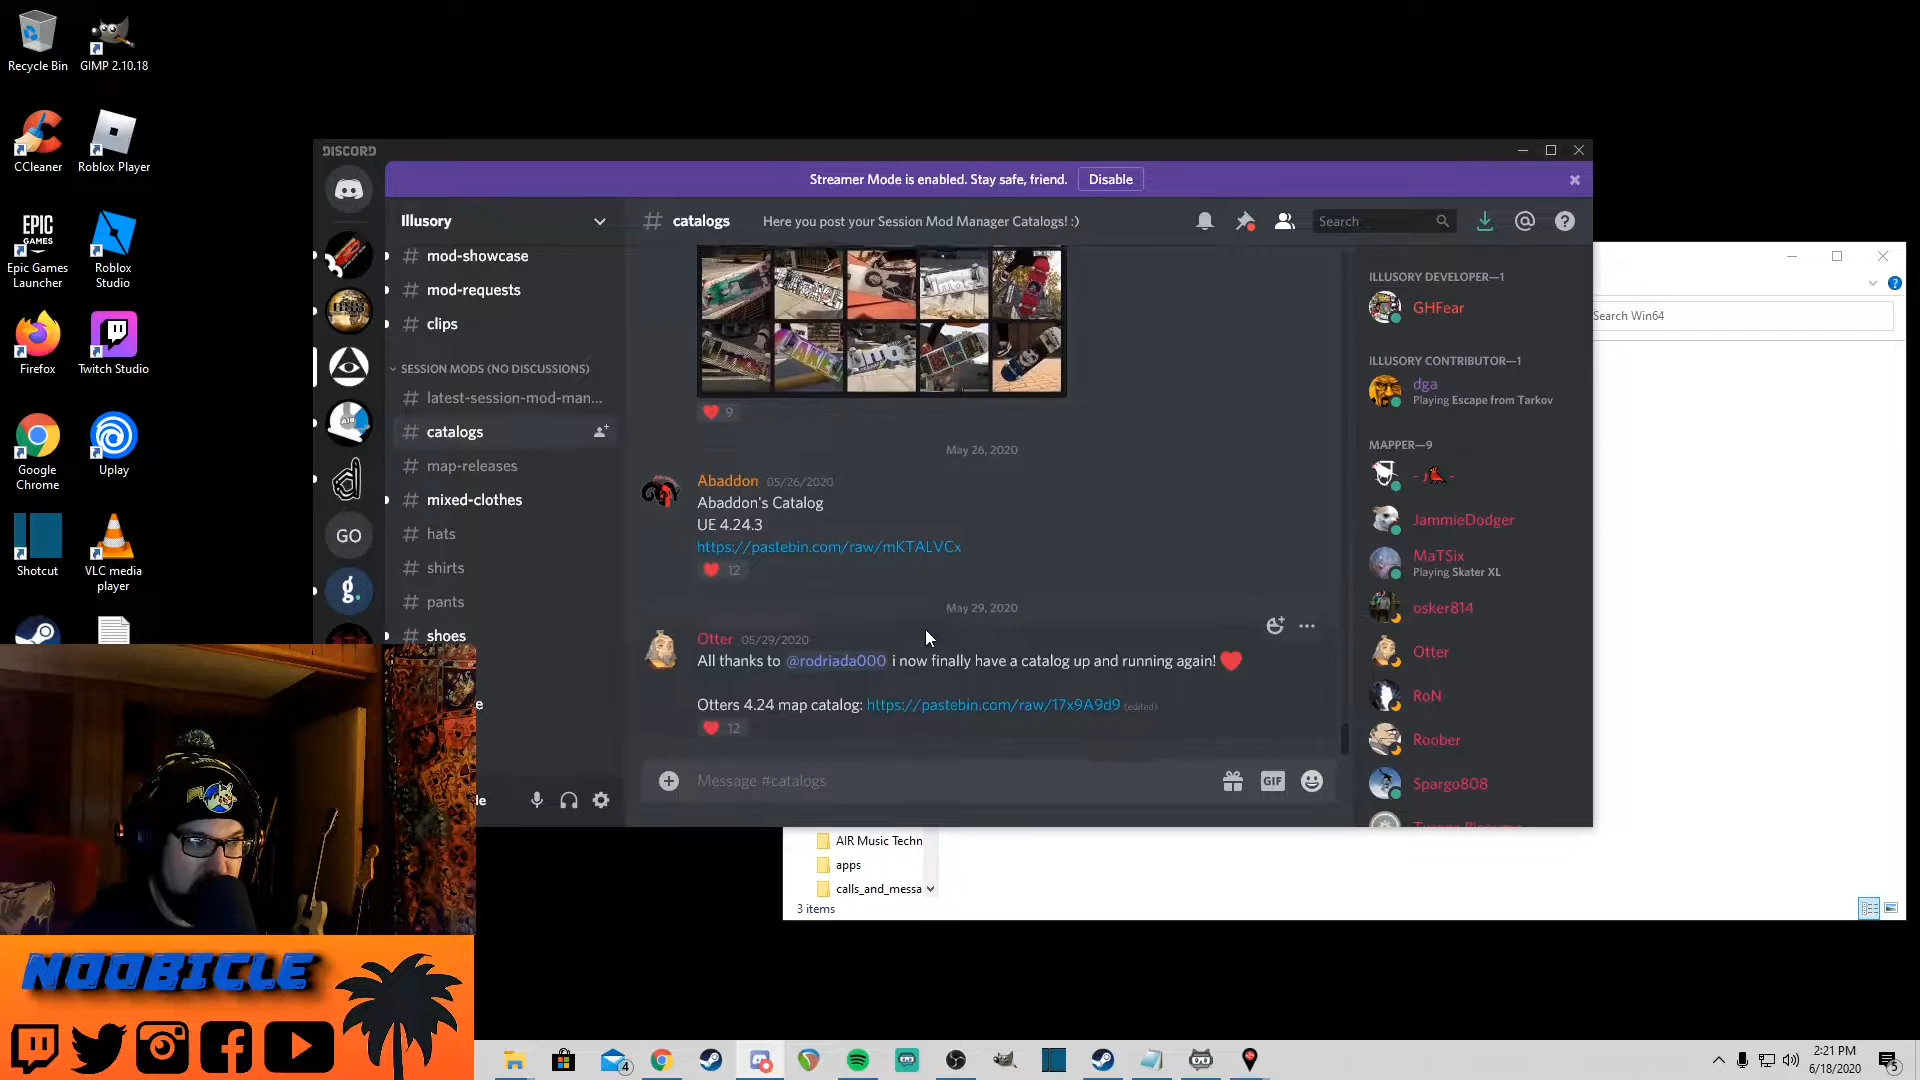 Recycle Bin
GIMP 2.10.18
CCleaner
Roblox Player
EPIC
GAMES
Epic Games
Launcher
Roblox
Studio
Firefox
Twitch Studio
Google
Chrome
Uplay
Shotcut
VLC media
player
DISCORD
Streamer Mode is enabled. Stay safe, friend.
Disable
Illusory
# catalogs
Here you post your Session Mod Manager Catalogs! :)
Search
# mod-showcase
# mod-requests
# clips
SESSION MODS (NO DISCUSSIONS)
# latest-session-mod-man...
# catalogs
# map-releases
# mixed-clothes
# hats
# shirts
# pants
# shoes
GO
g.
9
May 26, 2020
Abaddon 05/26/2020
Abaddon's Catalog
UE 4.24.3
https://pastebin.com/raw/mKTALVCx
12
May 29, 2020
Otter 05/29/2020
All thanks to @rodriada000 i now finally have a catalog up and running again!
Otters 4.24 map catalog: https://pastebin.com/raw/17x9A9d9 (edited)
12
Message #catalogs
GIF
ILLUSORY DEVELOPER—1
GHFear
ILLUSORY CONTRIBUTOR—1
dga
Playing Escape from Tarkov
MAPPER—9
JammieDodger
MaTSix
Playing Skater XL
osker814
Otter
RoN
Roober
Spargo808
Search Win64
AIR Music Techn
apps
calls_and_messa
3 items
NOOBICLE
4
2:21 PM
6/18/2020
5